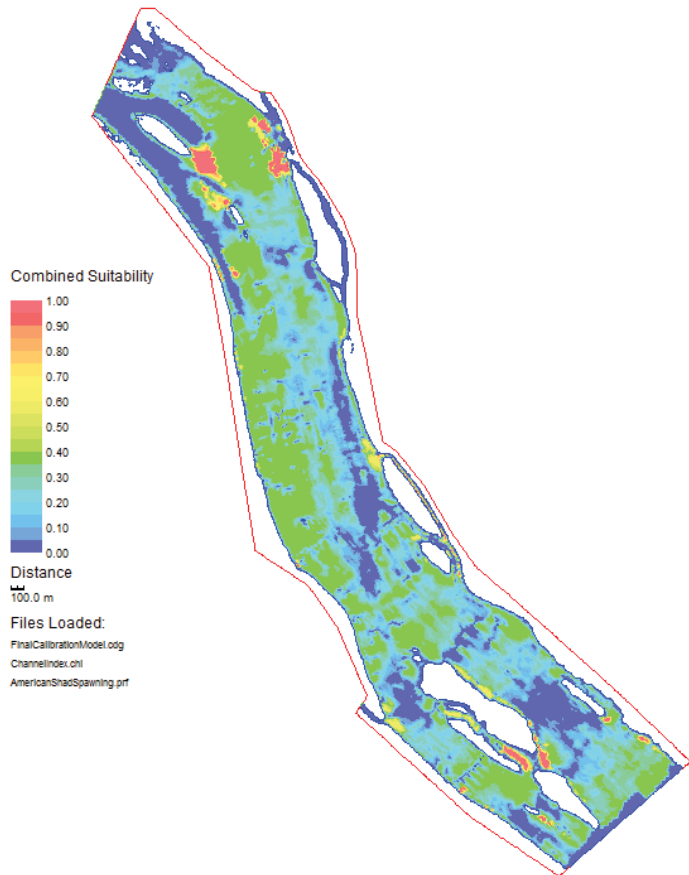 Combined Suitability
1.00
0.90
0.80
0.70
0.60
0.50
0.40
0.30
0.20
0.10
0.00
Distance
100.0 m
Files Loaded:
FinalCalibrationModel.cdg
ChannelIndex.chi
AmericanShadSpawning.prf